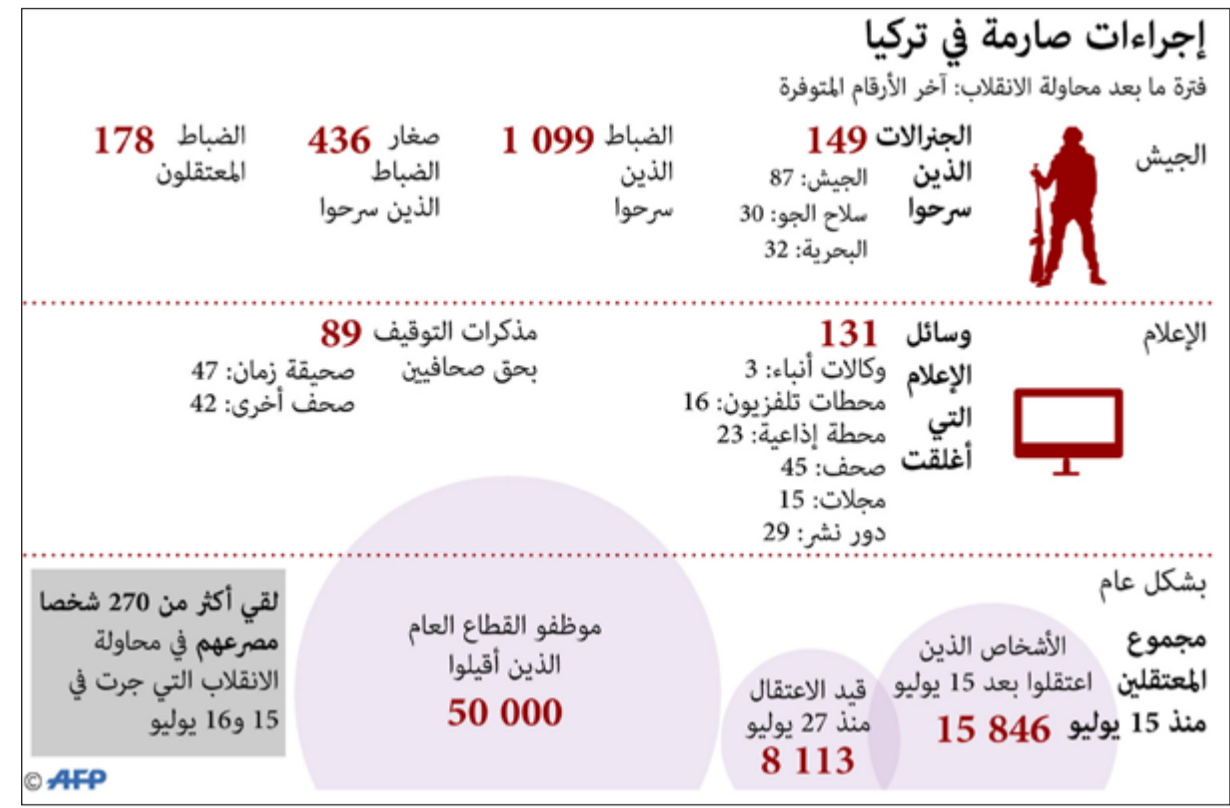 إجراءات صارمة في تركيا
فترة ما بعد محاولة الانقلاب: آخر الأرقام المتوفرة
الجيش
الجنرالات 149
الذين
سرحوا
الجيش: 87
سلاح الجو: 30
البحرية: 32
الضباط 1 099
الذين
سرحوا
صغار 436
الضباط
الذين سرحوا
الضباط 178
المعتقلون
الإعلام
وسائل 131
الإعلام
التي
أغلقت
وكالات أنباء: 3
محطات تلفزيون: 16
محطة إذاعية: 23
صحف: 45
مجلات: 15
دور نشر: 29
مذكرات التوقيف 89
بحق صحافيين
صحيقة زمان: 47
صحف أخرى: 42
بشكل عام
مجموع
المعتقلين
منذ 15 يوليو
الأشخاص الذين
اعتقلوا بعد 15 يوليو
15 846
قيد الاعتقال
منذ 27 يوليو
8 113
موظفو القطاع العام
الذين أقيلوا
50 000
لقي أكثر من 270 شخصا
مصرعهم في محاولة
الانقلاب التي جرت في
15 و16 يوليو
© AFP